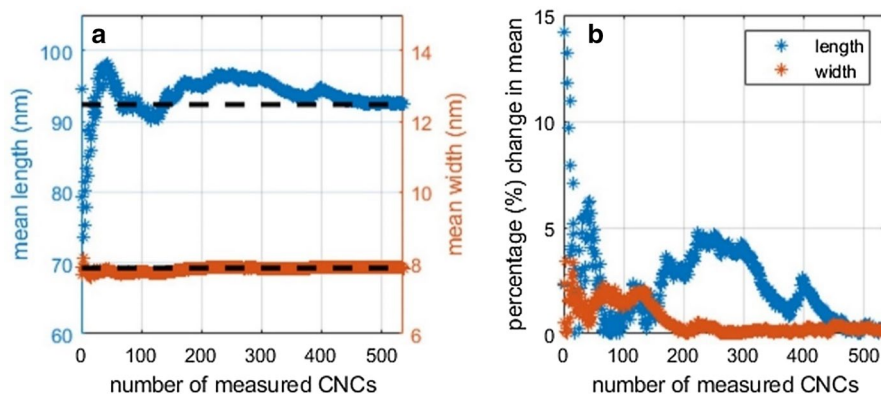 a
100
90
80
70
60
mean length (nm)
14
12
10
8
6
mean width (nm)
0 100 200 300 400 500
number of measured CNCs
b
length
width
15
10
5
0
percentage (%) change in mean
0 100 200 300 400 500
number of measured CNCs